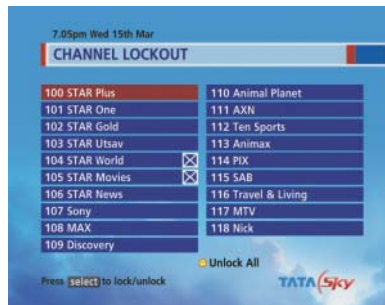 7.05pm Wed 15th Mar
CHANNEL LOCKOUT
100 STAR Plus
101 STAR One
102 STAR Gold
103 STAR Utsav
104 STAR World
105 STAR Movies
106 STAR News
107 Sony
108 MAX
109 Discovery
110 Animal Planet
111 AXN
112 Ten Sports
113 Animax
114 PIX
115 SAB
116 Travel & Living
117 MTV
118 Nick
Unlock All
Press select to lock/unlock
TATA Sky